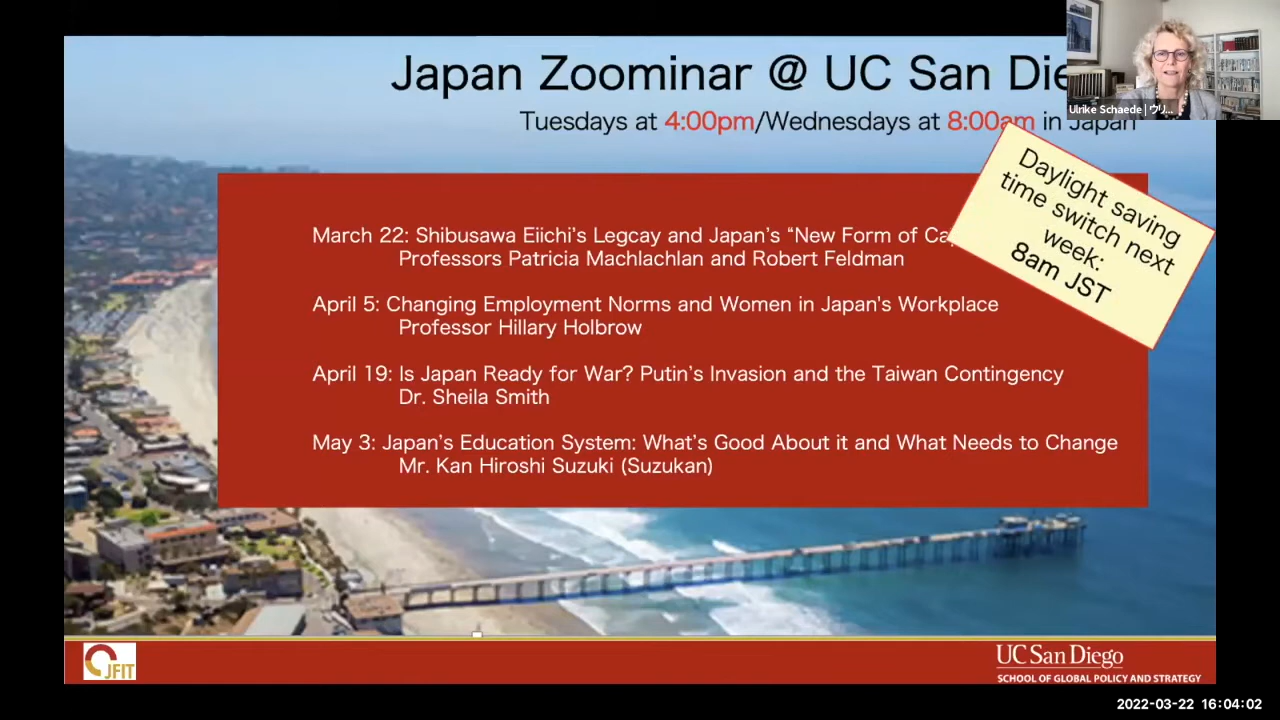 Japan Zoominar @ UC San Die
Ulrike Schaede | ウリ...
Tuesdays at 4:00pm/Wednesdays at 8:00am in Japan
Daylight saving
time switch next
week:
8am JST
March 22: Shibusawa Eiichi's Legcay and Japan's “New Form of Ca
Professors Patricia Machlachlan and Robert Feldman
April 5: Changing Employment Norms and Women in Japan's Workplace
Professor Hillary Holbrow
April 19: Is Japan Ready for War? Putin's Invasion and the Taiwan Contingency
Dr. Sheila Smith
May 3: Japan's Education System: What's Good About it and What Needs to Change
Mr. Kan Hiroshi Suzuki (Suzukan)
JFIT
UC San Diego
SCHOOL OF GLOBAL POLICY AND STRATEGY
2022-03-22 16:04:02